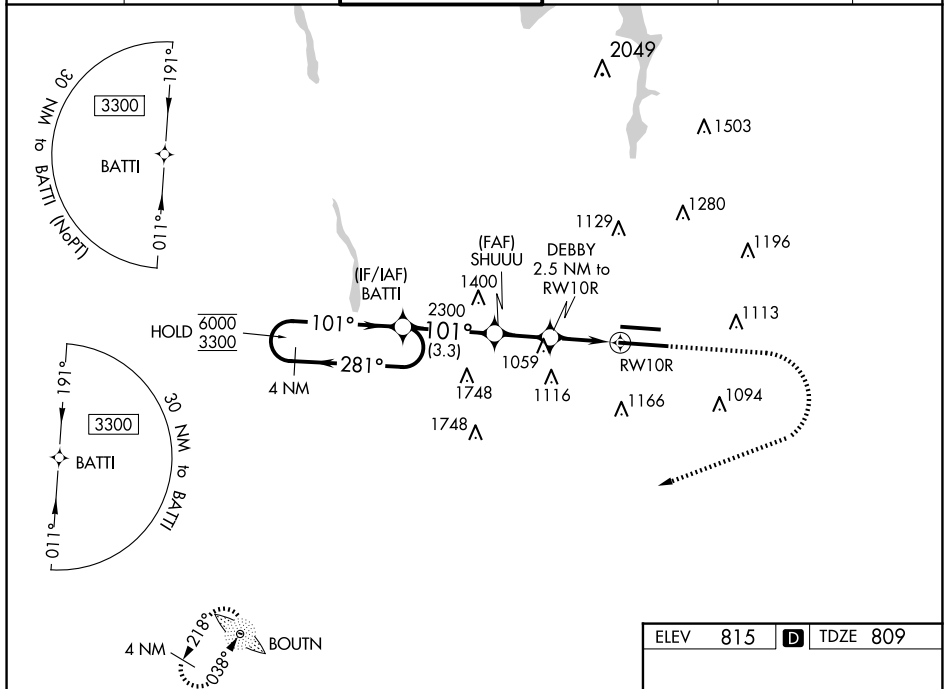 2049
1503
30 NM to BATTI (NoPT)
191°
3300
BATTI
011°
1129
1280
1196
(FAF)
SHUUU
DEBBY
2.5 NM to
RW10R
1400
(IF/IAF)
BATTI
HOLD 6000
3300
101°
2300
101°
(3.3)
281°
4 NM
1059
1113
RW10R
1748
1116
1748
1166
1094
30 NM to BATTI
191°
3300
BATTI
011°
4 NM
218°
038°
BOUTN
ELEV 815 D TDZE 809